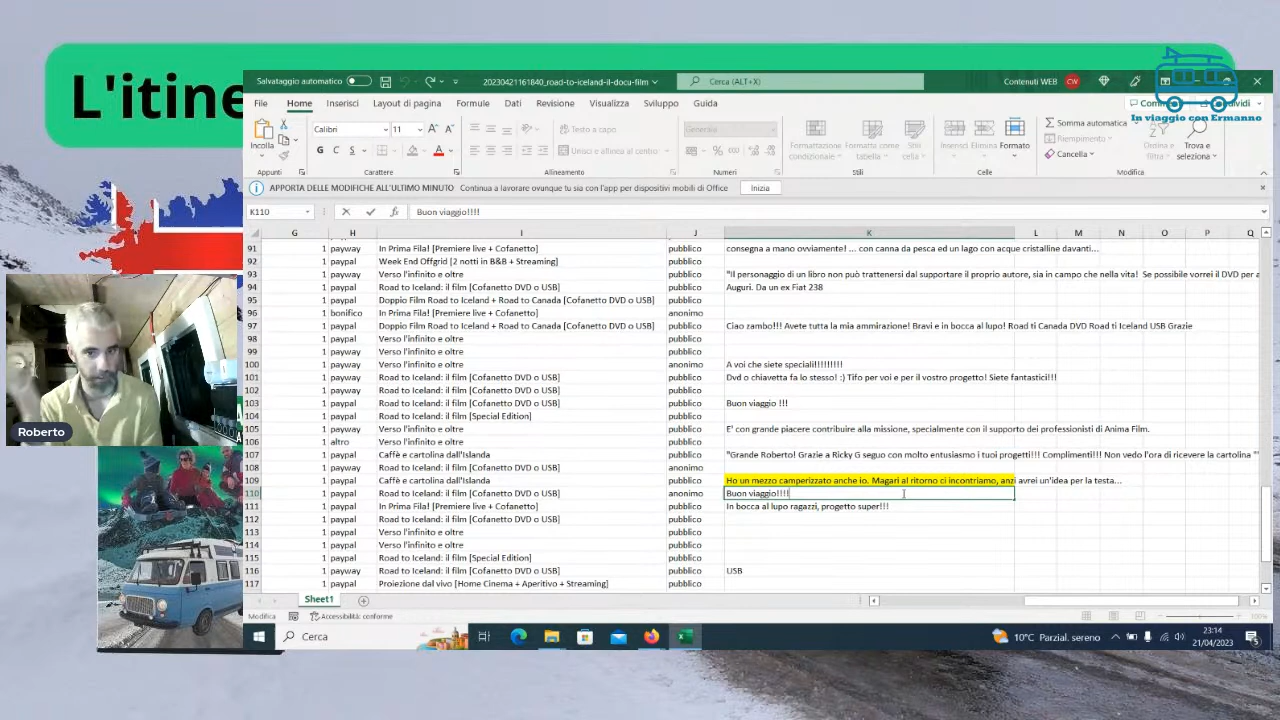 L'itine
Salvataggio automatico
20230421161840_road-to-iceland-il-docu-film
Cerca (ALT+X)
Contenuti WEB
CW
File Home Inserisci Layout di pagina Formule Dati Revisione Visualizza Sviluppo Guida
In viaggio con Ermanno
Incolla
Calibri 11
G C S
Testo a capo
Unisci e allinea al centro
Generale
Formattazione condizionale
Formatta come tabella
Stili cella
Inserisci Elimina Formato
Somma automatica
Riempimento
Cancella
Ordina e filtra
Trova e seleziona
Appunti Carattere Allineamento Numeri Stili Celle Modifica
APPORTA DELLE MODIFICHE ALL'ULTIMO MINUTO Continua a lavorare ovunque tu sia con l'app per dispositivi mobili di Office Inizia
K110 fx Buon viaggio!!!!
G H I J K L M N O P Q
91 1 payway In Prima Fila! [Premiere live + Cofanetto] pubblico consegna a mano ovviamente! ... con canna da pesca ed un lago con acque cristalline davanti...
92 1 paypal Week End Offgrid [2 notti in B&B + Streaming] pubblico
93 1 payway Verso l'infinito e oltre pubblico "Il personaggio di un libro non può trattenersi dal supportare il proprio autore, sia in campo che nella vita! Se possibile vorrei il DVD per a
94 1 paypal Road to Iceland: il film [Cofanetto DVD o USB] pubblico Auguri. Da un ex Fiat 238
95 1 paypal Doppio Film Road to Iceland + Road to Canada [Cofanetto DVD o USB] pubblico
96 1 bonifico In Prima Fila! [Premiere live + Cofanetto] anonimo
97 1 paypal Doppio Film Road to Iceland + Road to Canada [Cofanetto DVD o USB] pubblico Ciao zambo!!! Avete tutta la mia ammirazione! Bravi e in bocca al lupo! Road ti Canada DVD Road ti Iceland USB Grazie
98 1 paypal Verso l'infinito e oltre pubblico
99 1 payway Verso l'infinito e oltre pubblico
100 1 payway Verso l'infinito e oltre anonimo A voi che siete speciali!!!!!!!!!
101 1 payway Road to Iceland: il film [Cofanetto DVD o USB] pubblico Dvd o chiavetta fa lo stesso! :) Tifo per voi e per il vostro progetto! Siete fantastici!!!
102 1 payway Road to Iceland: il film [Cofanetto DVD o USB] pubblico
103 1 paypal Road to Iceland: il film [Cofanetto DVD o USB] pubblico Buon viaggio !!!
104 1 paypal Road to Iceland: il film [Special Edition] pubblico
105 1 payway Verso l'infinito e oltre pubblico E' con grande piacere contribuire alla missione, specialmente con il supporto dei professionisti di Anima Film.
106 1 altro Verso l'infinito e oltre pubblico
107 1 paypal Caffè e cartolina dall'Islanda pubblico "Grande Roberto! Grazie a Ricky G seguo con molto entusiasmo i tuoi progetti!!! Complimenti!!! Non vedo l'ora di ricevere la cartolina
108 1 payway Road to Iceland: il film [Cofanetto DVD o USB] anonimo
109 1 paypal Caffè e cartolina dall'Islanda pubblico Ho un mezzo camperizzato anche io. Magari al ritorno ci incontriamo, anzi avrei un'idea per la testa...
110 1 paypal Road to Iceland: il film [Cofanetto DVD o USB] anonimo Buon viaggio!!!!
111 1 paypal In Prima Fila! [Premiere live + Cofanetto] pubblico In bocca al lupo ragazzi, progetto super!!!
112 1 paypal Road to Iceland: il film [Cofanetto DVD o USB] pubblico
113 1 paypal Verso l'infinito e oltre pubblico
114 1 paypal Verso l'infinito e oltre pubblico
115 1 paypal Road to Iceland: il film [Special Edition] pubblico
116 1 paypal Road to Iceland: il film [Cofanetto DVD o USB] pubblico USB
117 1 paypal Proiezione dal vivo [Home Cinema + Aperitivo + Streaming] pubblico
Roberto
Sheet1
Modifica Accessibilità: conforme
Cerca
10°C Parzial. sereno
23:14
21/04/2023